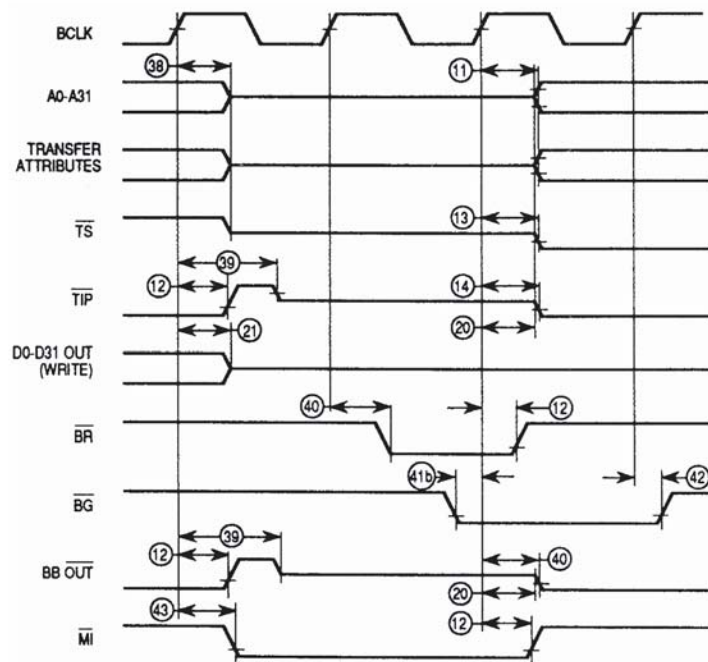 BCLK
38
11
A0-A31
TRANSFER
ATTRIBUTES
TS
13
39
12
14
TIP
21
20
D0-D31 OUT
(WRITE)
40
12
BR
41b
42
BG
39
12
40
BB OUT
20
43
12
MI